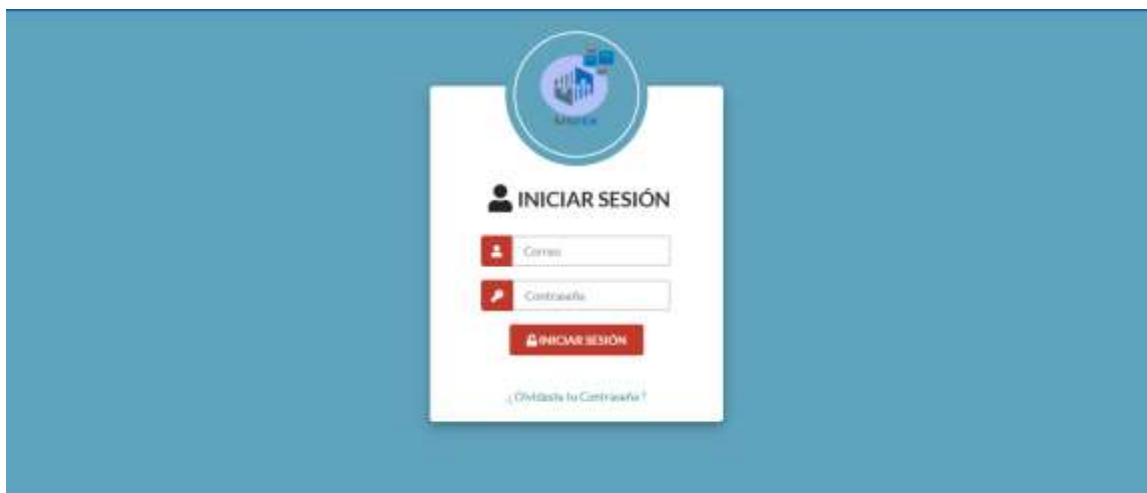 INICIAR SESIÓN
Correo
Contraseña
INICIAR SESIÓN
¿ Olvidaste tu Contraseña ?